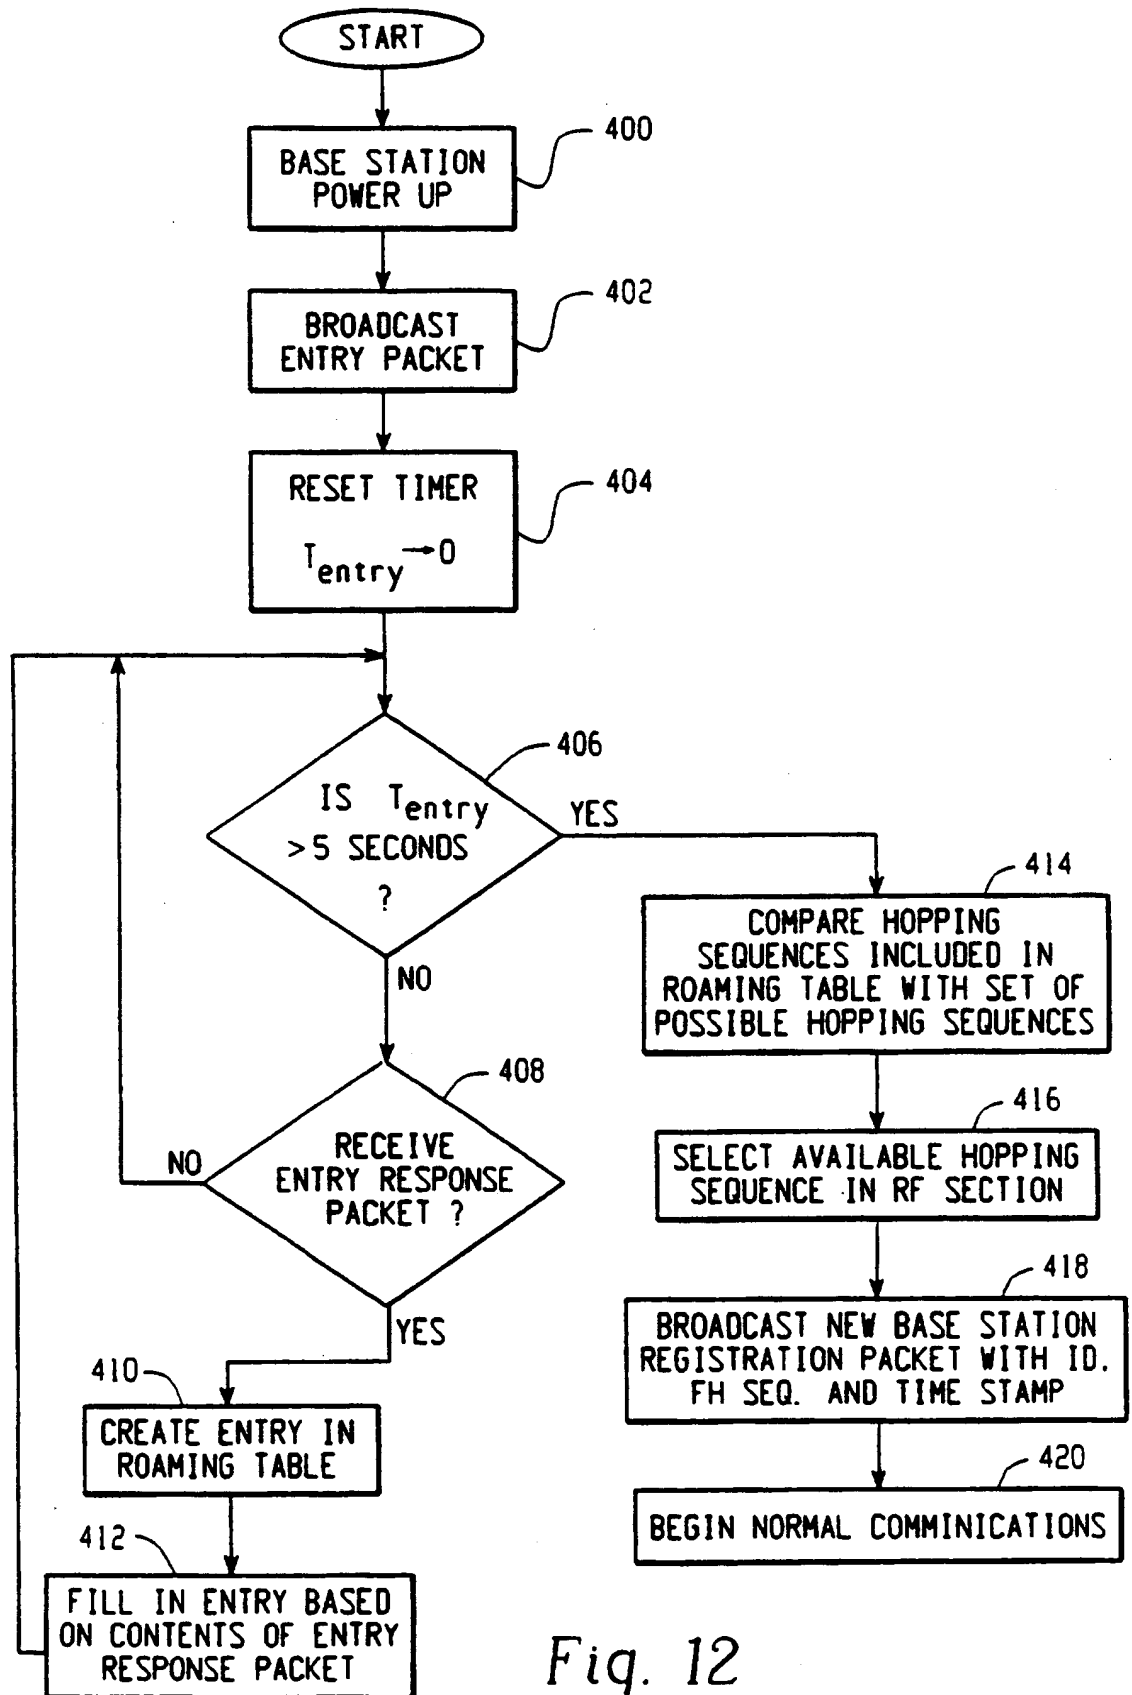 START
400
BASE STATION
POWER UP
402
BROADCAST
ENTRY PACKET
404
RESET TIMER
Tentry→0
406
IS Tentry
>5 SECONDS
?
YES
NO
414
COMPARE HOPPING
SEQUENCES INCLUDED IN
ROAMING TABLE WITH SET OF
POSSIBLE HOPPING SEQUENCES
408
RECEIVE
ENTRY RESPONSE
PACKET ?
NO
YES
416
SELECT AVAILABLE HOPPING
SEQUENCE IN RF SECTION
418
BROADCAST NEW BASE STATION
REGISTRATION PACKET WITH ID.
FH SEQ. AND TIME STAMP
410
CREATE ENTRY IN
ROAMING TABLE
420
BEGIN NORMAL COMMINICATIONS
412
FILL IN ENTRY BASED
ON CONTENTS OF ENTRY
RESPONSE PACKET
Fig. 12